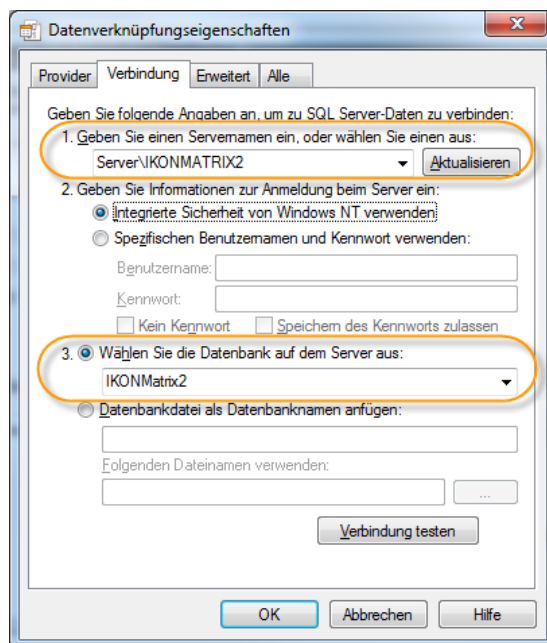 Datenverknüpfungseigenschaften
Provider Verbindung Erweitert Alle
Geben Sie folgende Angaben an, um zu SQL Server-Daten zu verbinden:
1. Geben Sie einen Servernamen ein, oder wählen Sie einen aus:
Server\IKONMATRIX2 Aktualisieren
2. Geben Sie Informationen zur Anmeldung beim Server ein:
Integrierte Sicherheit von Windows NT verwenden
Spezifischen Benutzernamen und Kennwort verwenden:
Benutzername:
Kennwort:
Kein Kennwort Speichern des Kennworts zulassen
3. Wählen Sie die Datenbank auf dem Server aus:
IKONMatrix2
Datenbankdatei als Datenbanknamen anfügen:
Folgenden Dateinamen verwenden:
...
Verbindung testen
OK Abbrechen Hilfe